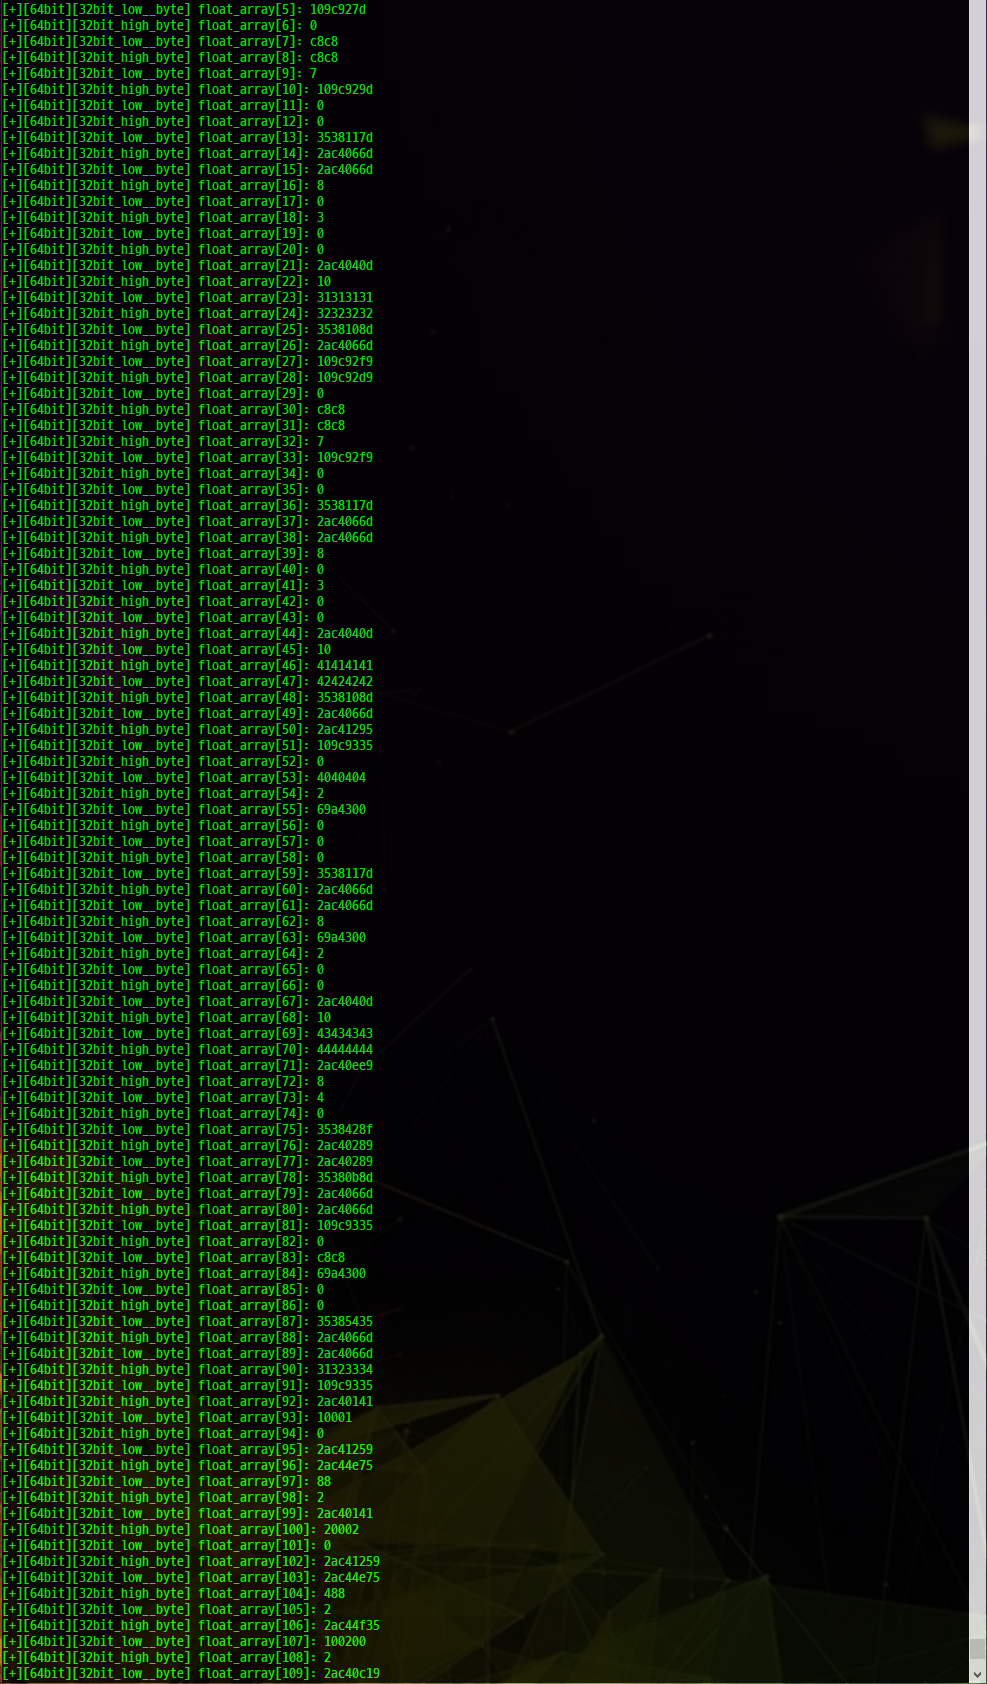 [+][64bit][32bit_low__byte] float_array[5]: 109c927d
[+][64bit][32bit_high_byte] float_array[6]: 0
[+][64bit][32bit_low__byte] float_array[7]: c8c8
[+][64bit][32bit_high_byte] float_array[8]: c8c8
[+][64bit][32bit_low__byte] float_array[9]: 7
[+][64bit][32bit_high_byte] float_array[10]: 109c929d
[+][64bit][32bit_low__byte] float_array[11]: 0
[+][64bit][32bit_high_byte] float_array[12]: 0
[+][64bit][32bit_low__byte] float_array[13]: 3538117d
[+][64bit][32bit_high_byte] float_array[14]: 2ac4066d
[+][64bit][32bit_low__byte] float_array[15]: 2ac4066d
[+][64bit][32bit_high_byte] float_array[16]: 8
[+][64bit][32bit_low__byte] float_array[17]: 0
[+][64bit][32bit_high_byte] float_array[18]: 3
[+][64bit][32bit_low__byte] float_array[19]: 0
[+][64bit][32bit_high_byte] float_array[20]: 0
[+][64bit][32bit_low__byte] float_array[21]: 2ac4040d
[+][64bit][32bit_high_byte] float_array[22]: 10
[+][64bit][32bit_low__byte] float_array[23]: 31313131
[+][64bit][32bit_high_byte] float_array[24]: 32323232
[+][64bit][32bit_low__byte] float_array[25]: 3538108d
[+][64bit][32bit_high_byte] float_array[26]: 2ac4066d
[+][64bit][32bit_low__byte] float_array[27]: 109c92f9
[+][64bit][32bit_high_byte] float_array[28]: 109c92d9
[+][64bit][32bit_low__byte] float_array[29]: 0
[+][64bit][32bit_high_byte] float_array[30]: c8c8
[+][64bit][32bit_low__byte] float_array[31]: c8c8
[+][64bit][32bit_high_byte] float_array[32]: 7
[+][64bit][32bit_low__byte] float_array[33]: 109c92f9
[+][64bit][32bit_high_byte] float_array[34]: 0
[+][64bit][32bit_low__byte] float_array[35]: 0
[+][64bit][32bit_high_byte] float_array[36]: 3538117d
[+][64bit][32bit_low__byte] float_array[37]: 2ac4066d
[+][64bit][32bit_high_byte] float_array[38]: 2ac4066d
[+][64bit][32bit_low__byte] float_array[39]: 8
[+][64bit][32bit_high_byte] float_array[40]: 0
[+][64bit][32bit_low__byte] float_array[41]: 3
[+][64bit][32bit_high_byte] float_array[42]: 0
[+][64bit][32bit_low__byte] float_array[43]: 0
[+][64bit][32bit_high_byte] float_array[44]: 2ac4040d
[+][64bit][32bit_low__byte] float_array[45]: 10
[+][64bit][32bit_high_byte] float_array[46]: 41414141
[+][64bit][32bit_low__byte] float_array[47]: 42424242
[+][64bit][32bit_high_byte] float_array[48]: 3538108d
[+][64bit][32bit_low__byte] float_array[49]: 2ac4066d
[+][64bit][32bit_high_byte] float_array[50]: 2ac41295
[+][64bit][32bit_low__byte] float_array[51]: 109c9335
[+][64bit][32bit_high_byte] float_array[52]: 0
[+][64bit][32bit_low__byte] float_array[53]: 4040404
[+][64bit][32bit_high_byte] float_array[54]: 2
[+][64bit][32bit_low__byte] float_array[55]: 69a4300
[+][64bit][32bit_high_byte] float_array[56]: 0
[+][64bit][32bit_low__byte] float_array[57]: 0
[+][64bit][32bit_high_byte] float_array[58]: 0
[+][64bit][32bit_low__byte] float_array[59]: 3538117d
[+][64bit][32bit_high_byte] float_array[60]: 2ac4066d
[+][64bit][32bit_low__byte] float_array[61]: 2ac4066d
[+][64bit][32bit_high_byte] float_array[62]: 8
[+][64bit][32bit_low__byte] float_array[63]: 69a4300
[+][64bit][32bit_high_byte] float_array[64]: 2
[+][64bit][32bit_low__byte] float_array[65]: 0
[+][64bit][32bit_high_byte] float_array[66]: 0
[+][64bit][32bit_low__byte] float_array[67]: 2ac4040d
[+][64bit][32bit_high_byte] float_array[68]: 10
[+][64bit][32bit_low__byte] float_array[69]: 43434343
[+][64bit][32bit_high_byte] float_array[70]: 44444444
[+][64bit][32bit_low__byte] float_array[71]: 2ac40ee9
[+][64bit][32bit_high_byte] float_array[72]: 8
[+][64bit][32bit_low__byte] float_array[73]: 4
[+][64bit][32bit_high_byte] float_array[74]: 0
[+][64bit][32bit_low__byte] float_array[75]: 3538428f
[+][64bit][32bit_high_byte] float_array[76]: 2ac40289
[+][64bit][32bit_low__byte] float_array[77]: 2ac40289
[+][64bit][32bit_high_byte] float_array[78]: 35380b8d
[+][64bit][32bit_low__byte] float_array[79]: 2ac4066d
[+][64bit][32bit_high_byte] float_array[80]: 2ac4066d
[+][64bit][32bit_low__byte] float_array[81]: 109c9335
[+][64bit][32bit_high_byte] float_array[82]: 0
[+][64bit][32bit_low__byte] float_array[83]: c8c8
[+][64bit][32bit_high_byte] float_array[84]: 69a4300
[+][64bit][32bit_low__byte] float_array[85]: 0
[+][64bit][32bit_high_byte] float_array[86]: 0
[+][64bit][32bit_low__byte] float_array[87]: 35385435
[+][64bit][32bit_high_byte] float_array[88]: 2ac4066d
[+][64bit][32bit_low__byte] float_array[89]: 2ac4066d
[+][64bit][32bit_high_byte] float_array[90]: 31323334
[+][64bit][32bit_low__byte] float_array[91]: 109c9335
[+][64bit][32bit_high_byte] float_array[92]: 2ac40141
[+][64bit][32bit_low__byte] float_array[93]: 10001
[+][64bit][32bit_high_byte] float_array[94]: 0
[+][64bit][32bit_low__byte] float_array[95]: 2ac41259
[+][64bit][32bit_high_byte] float_array[96]: 2ac44e75
[+][64bit][32bit_low__byte] float_array[97]: 88
[+][64bit][32bit_high_byte] float_array[98]: 2
[+][64bit][32bit_low__byte] float_array[99]: 2ac40141
[+][64bit][32bit_high_byte] float_array[100]: 20002
[+][64bit][32bit_low__byte] float_array[101]: 0
[+][64bit][32bit_high_byte] float_array[102]: 2ac41259
[+][64bit][32bit_low__byte] float_array[103]: 2ac44e75
[+][64bit][32bit_high_byte] float_array[104]: 488
[+][64bit][32bit_low__byte] float_array[105]: 2
[+][64bit][32bit_high_byte] float_array[106]: 2ac44f35
[+][64bit][32bit_low__byte] float_array[107]: 100200
[+][64bit][32bit_high_byte] float_array[108]: 2
[+][64bit][32bit_low__byte] float_array[109]: 2ac40c19